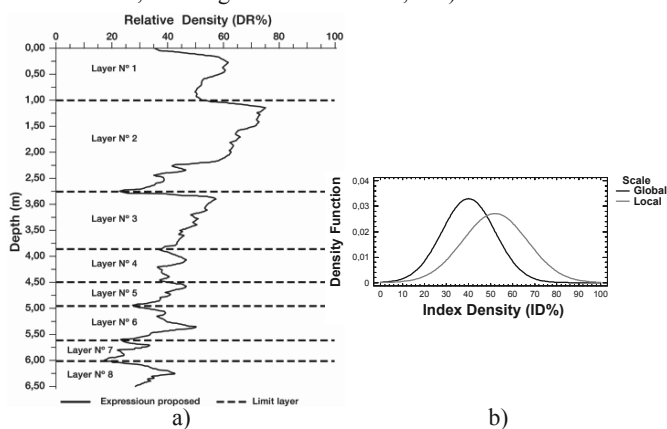 Relative Density (DR%)
0 20 40 60 80 100
0,00
0,50
1,00
1,50
2,00
2,50
3,60
3,50
4,00
4,50
5,00
5,50
6,00
6,50
Depth (m)
Layer Nº 1
Layer Nº 2
Layer Nº 3
Layer Nº 4
Layer Nº 5
Layer Nº 6
Layer Nº 7
Layer Nº 8
Expressioun proposed Limit layer
a)
0,04
0,03
0,02
0,01
0
Density Function
0 10 20 30 40 50 60 70 80 90 100
Index Density (ID%)
Scale
Global
Local
b)